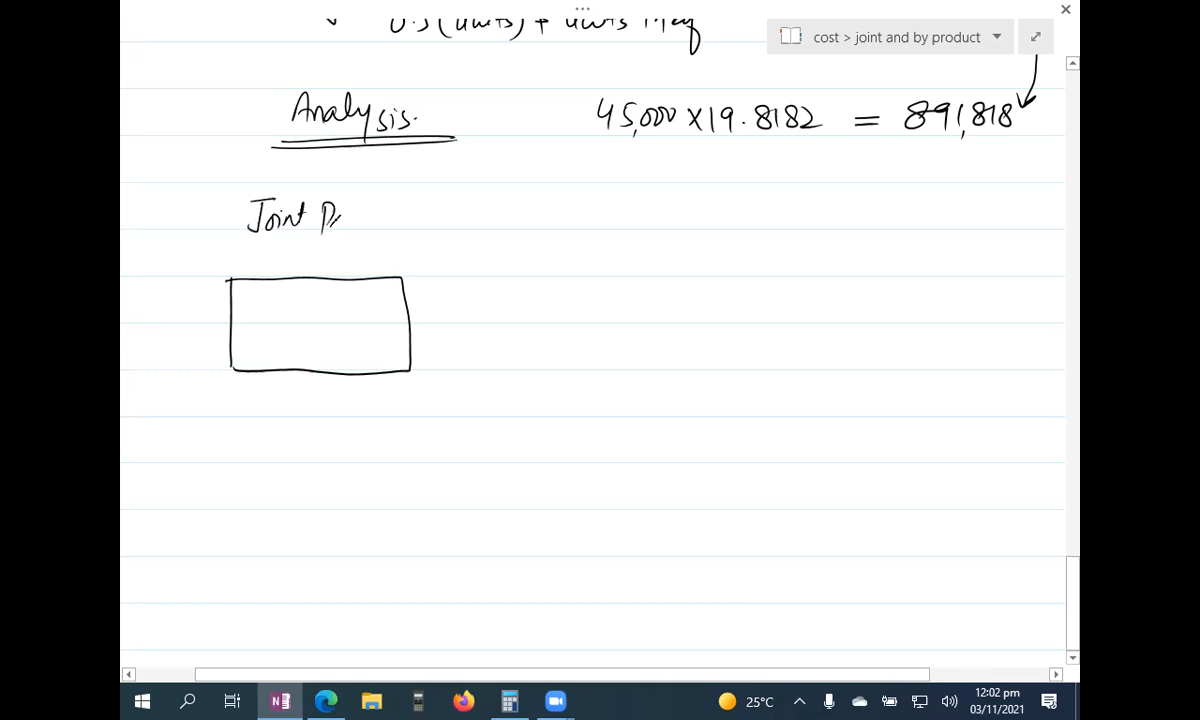 cost > joint and by product
Analysis.
45,000 × 19.8182 = 891,818
Joint Pr
25°C
12:02 pm
03/11/2021